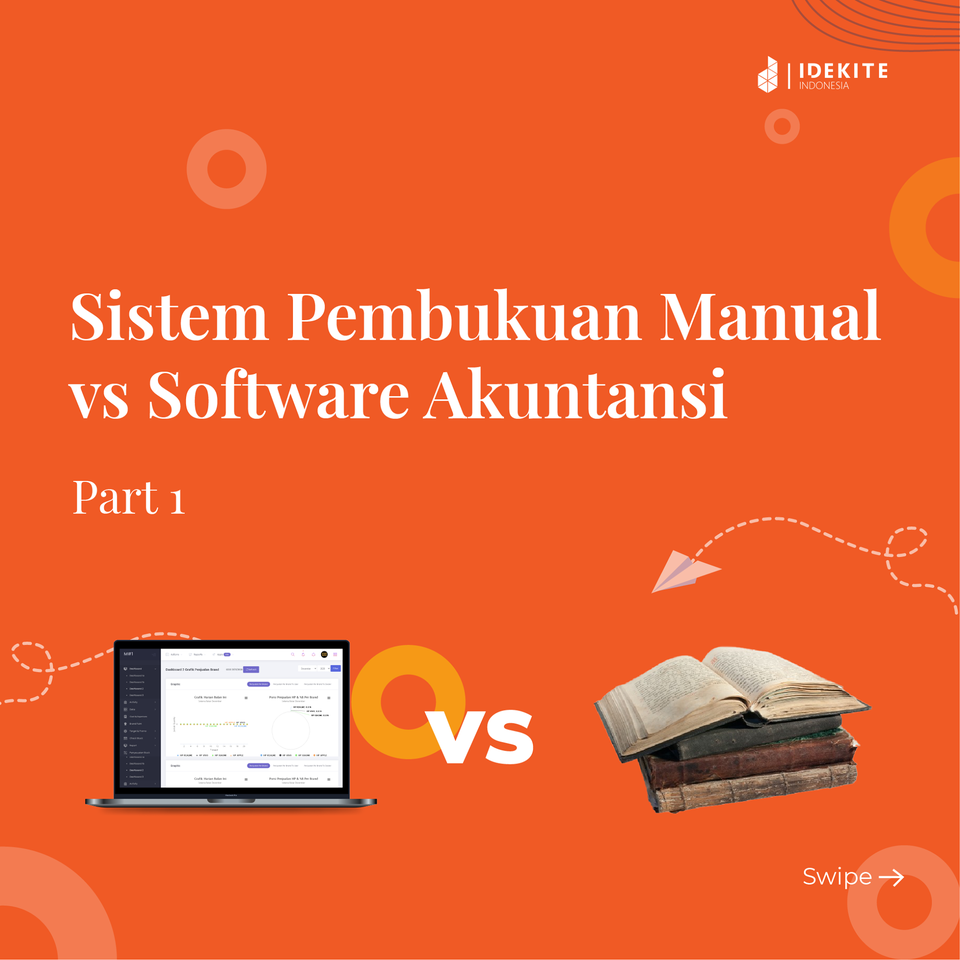 IDEKITE
INDONESIA
Sistem Pembukuan Manual
vs Software Akuntansi
Part 1
vs
Swipe